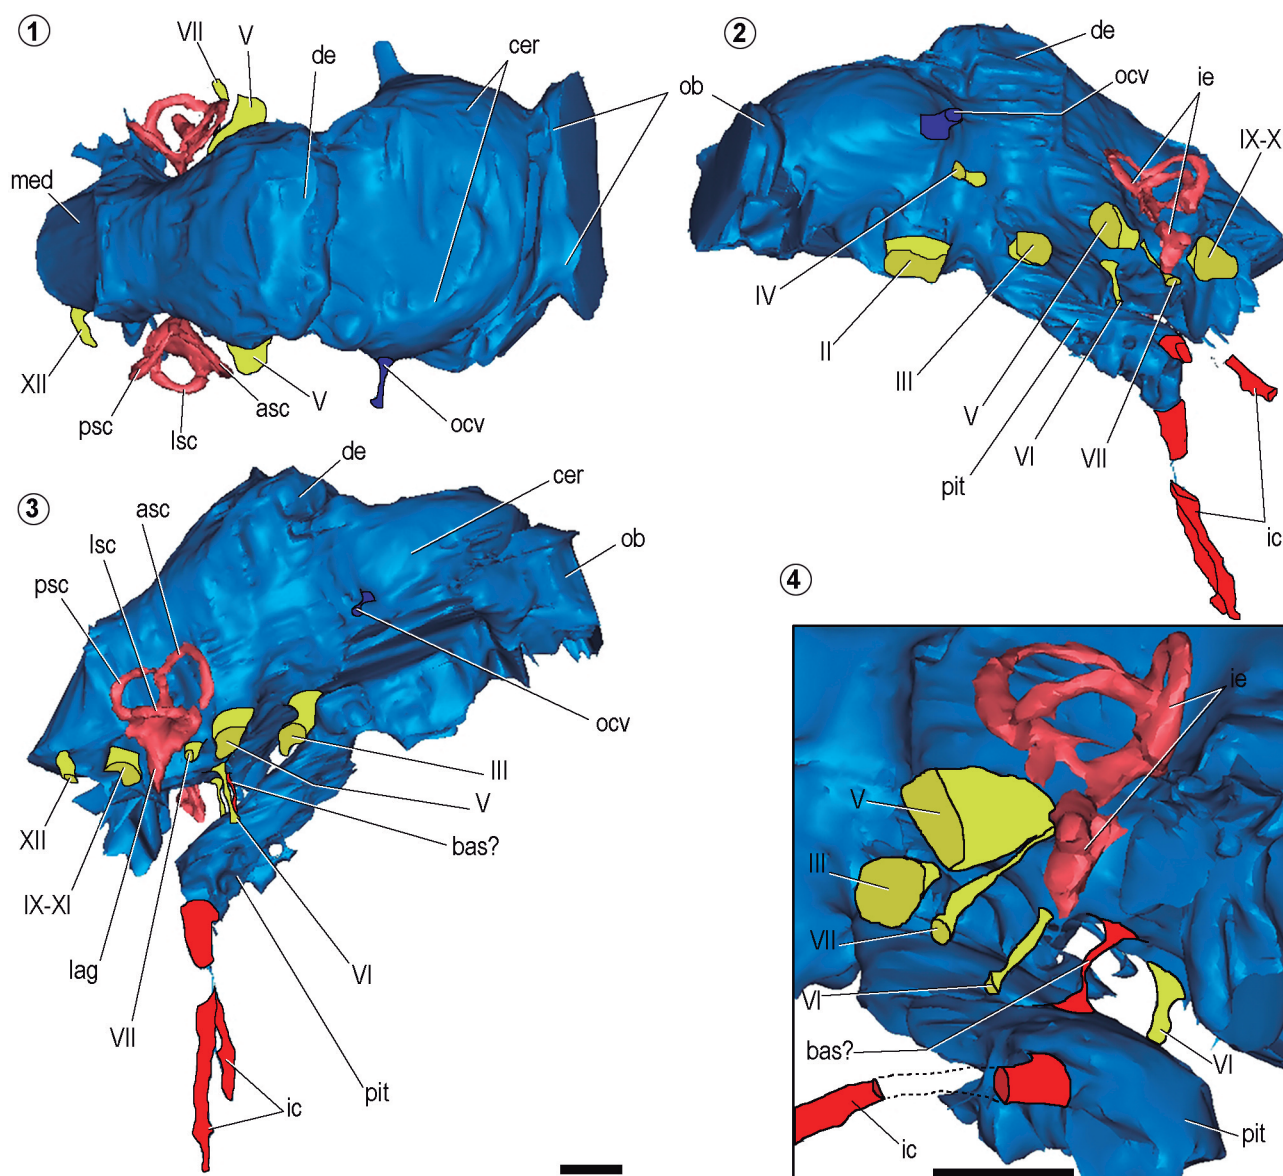 1
VII
V
de
cer
ob
med
XII
psc
lsc
asc
V
ocv
2
de
ocv
ie
IX-XI
IV
II
III
V
pit
VI
VII
ic
3
de
cer
ob
asc
lsc
psc
ocv
III
V
bas?
XII
IX-XI
lag
VII
VI
pit
ic
4
ie
V
III
VII
VI
bas?
VI
ic
pit